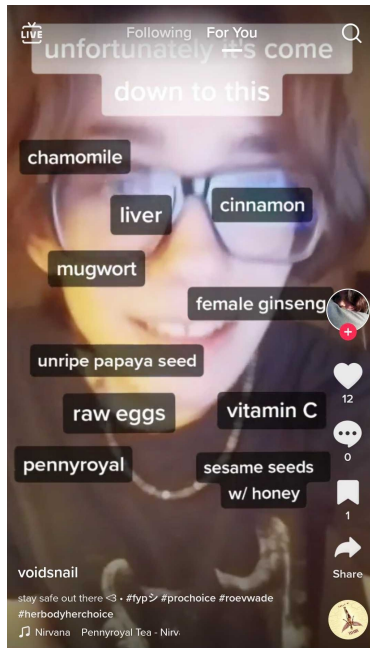 LIVE
Following For You
unfortunately it's come
down to this
chamomile
cinnamon
liver
mugwort
female ginseng
unripe papaya seed
raw eggs
vitamin C
pennyroyal
sesame seeds
w/ honey
12
0
1
Share
voidsnail
stay safe out there <3 • #fypシ #prochoice #roevwade
#herbodyherchoice
Nirvana Pennyroyal Tea - Nirv